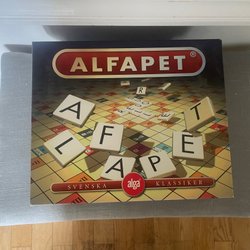 ALFAPET®
A F T
L A P E
SVENSKA alga KLASSIKER